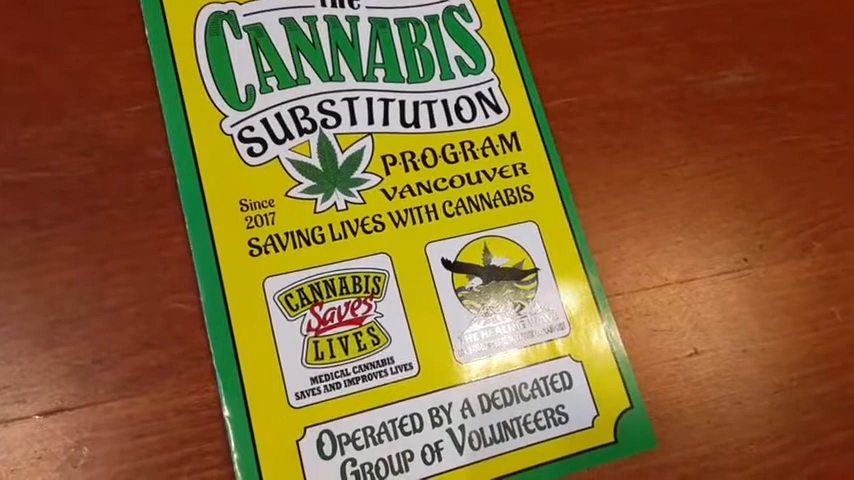 The
CANNABIS
SUBSTITUTION
P·R·O·G·R·A·M
VANCOUVER
Since
2017
SAVING LIVES WITH CANNABIS
CANNABIS
Saves
LIVES
MEDICAL CANNABIS
SAVES AND IMPROVES LIVES
THE HEALING
OPERATED BY A DEDICATED
GROUP OF VOLUNTEERS